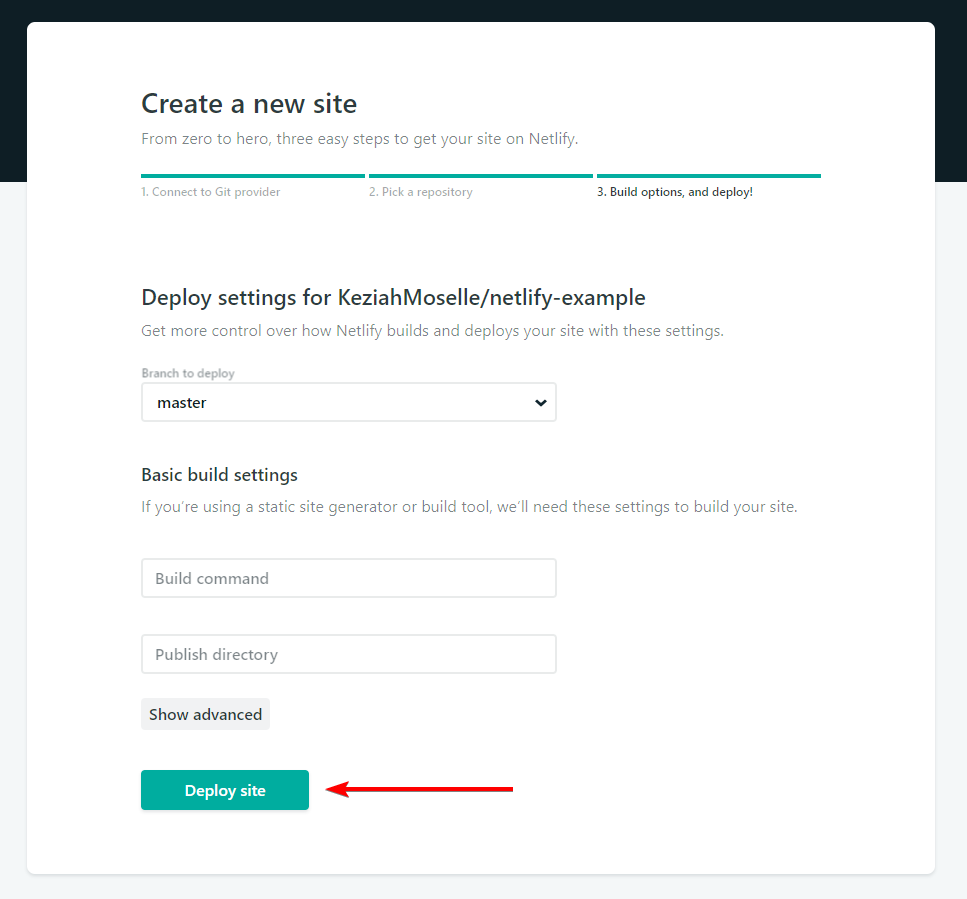 Create a new site
From zero to hero, three easy steps to get your site on Netlify.
1. Connect to Git provider
2. Pick a repository
3. Build options, and deploy!
Deploy settings for KeziahMoselle/netlify-example
Get more control over how Netlify builds and deploys your site with these settings.
Branch to deploy
master
Basic build settings
If you’re using a static site generator or build tool, we’ll need these settings to build your site.
Build command
Publish directory
Show advanced
Deploy site